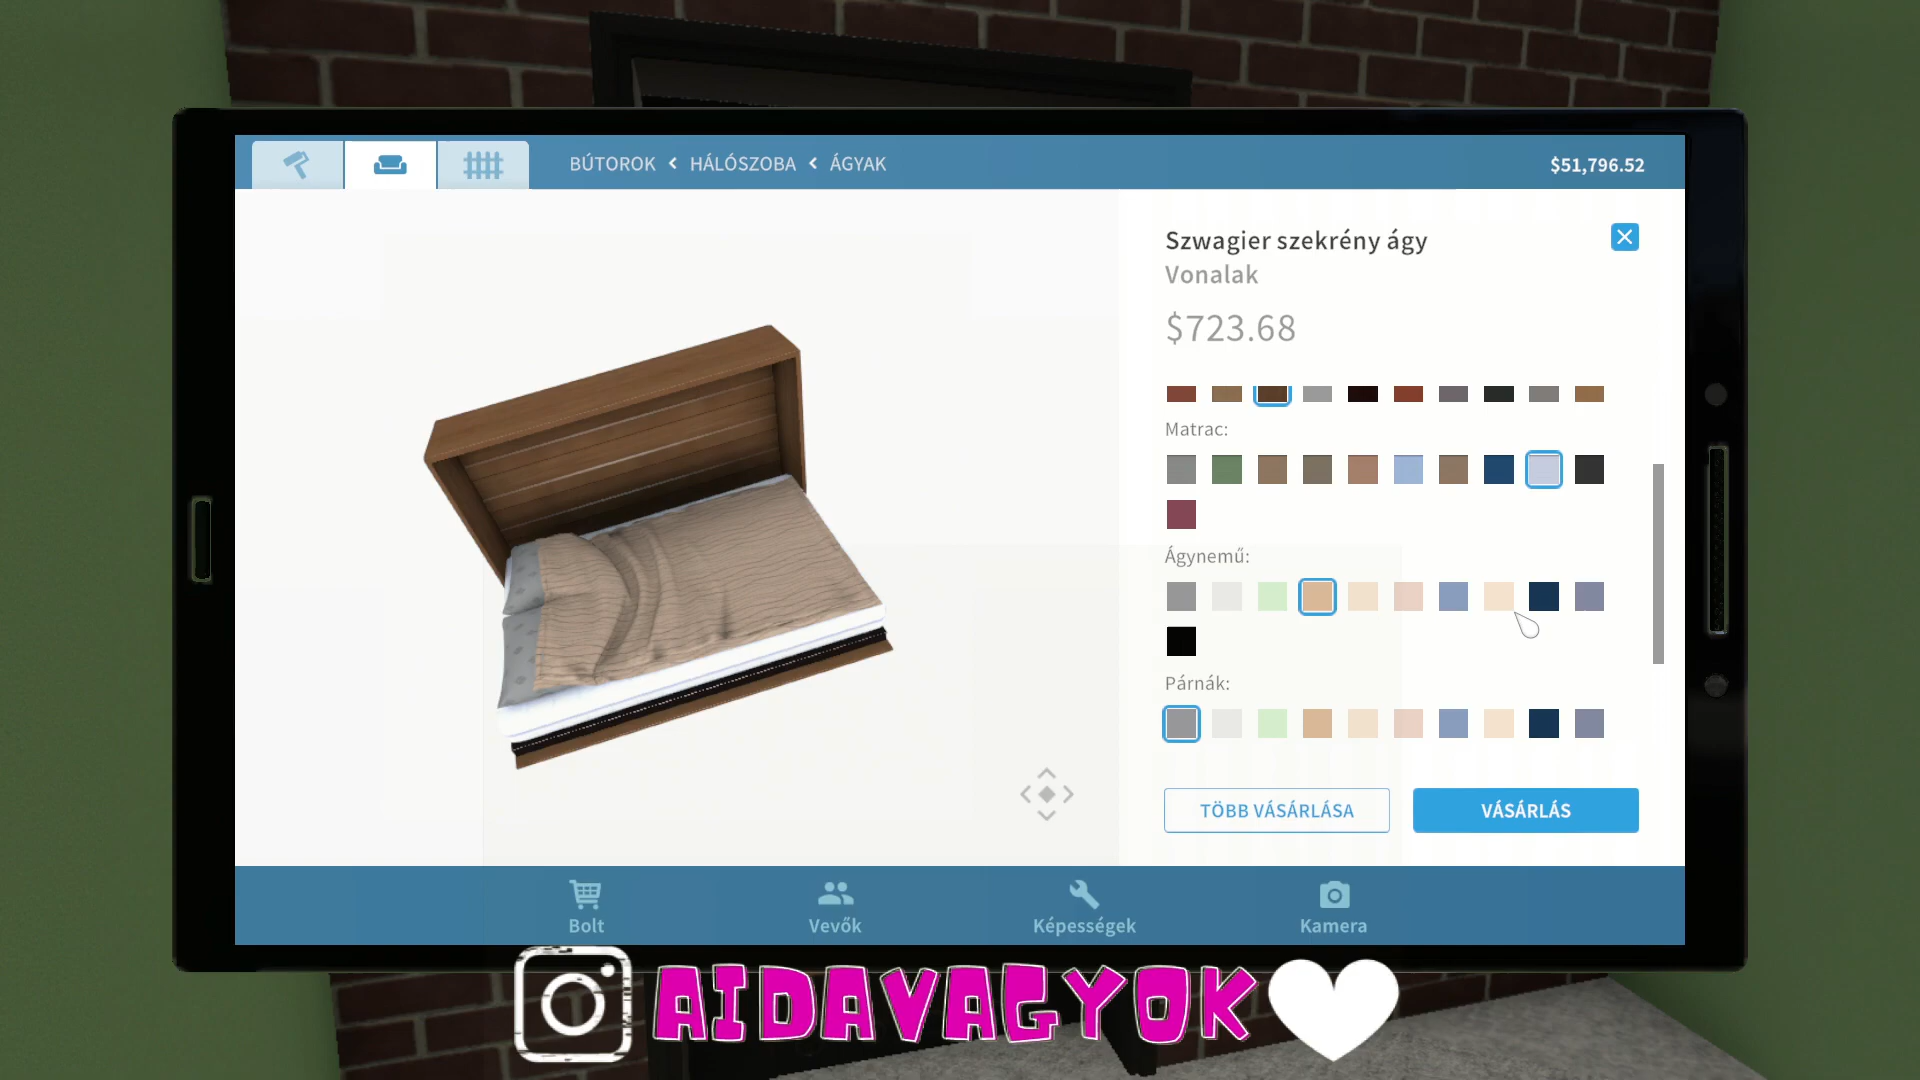 BÚTOROK < HÁLÓSZOBA < ÁGYAK
$51,796.52
Szwagier szekrény ágy
Vonalak
$723.68
Matrac:
Ágynemű:
Párnák:
TÖBB VÁSÁRLÁSA
VÁSÁRLÁS
Bolt
Vevők
Képességek
Kamera
AIDAVAGYOK